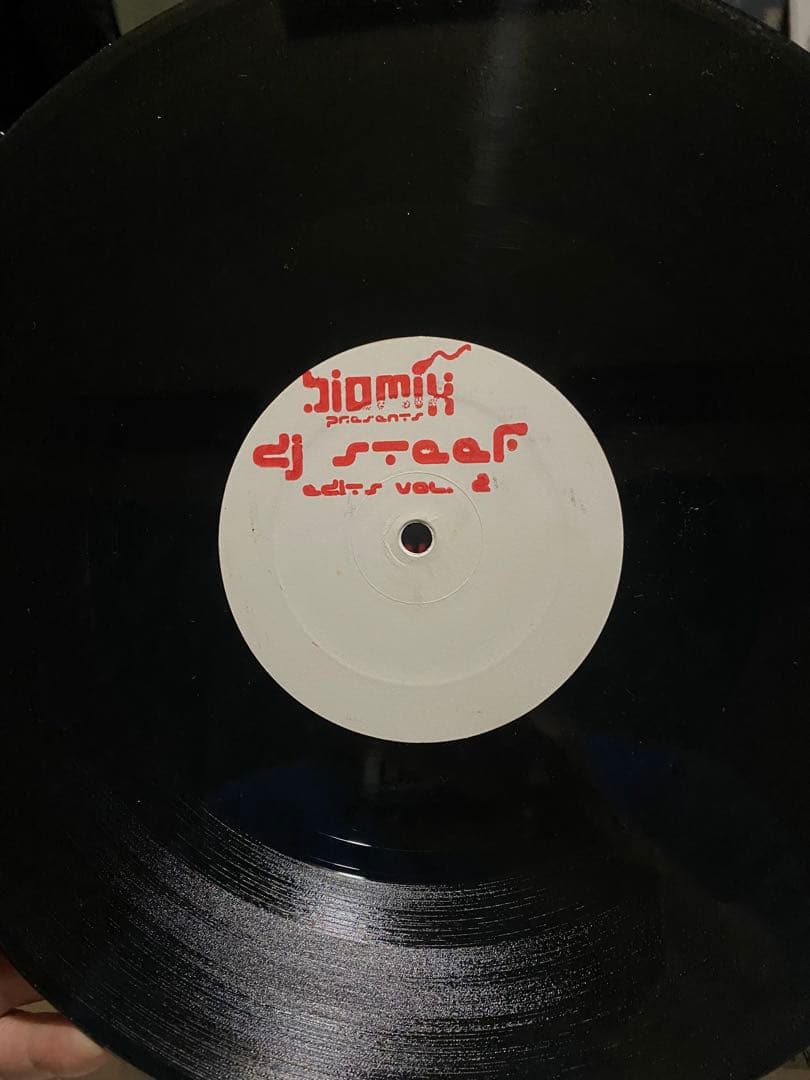 biomix
presents
dj steef
edits vol. 2